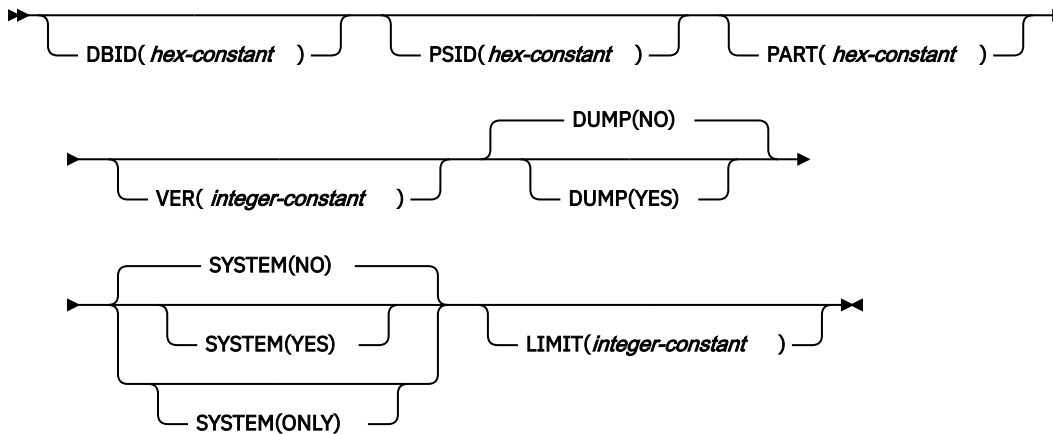 DBID( hex-constant ) PSID( hex-constant ) PART( hex-constant )
DUMP(NO)
VER( integer-constant ) DUMP(YES)
SYSTEM(NO)
SYSTEM(YES) LIMIT( integer-constant )
SYSTEM(ONLY)